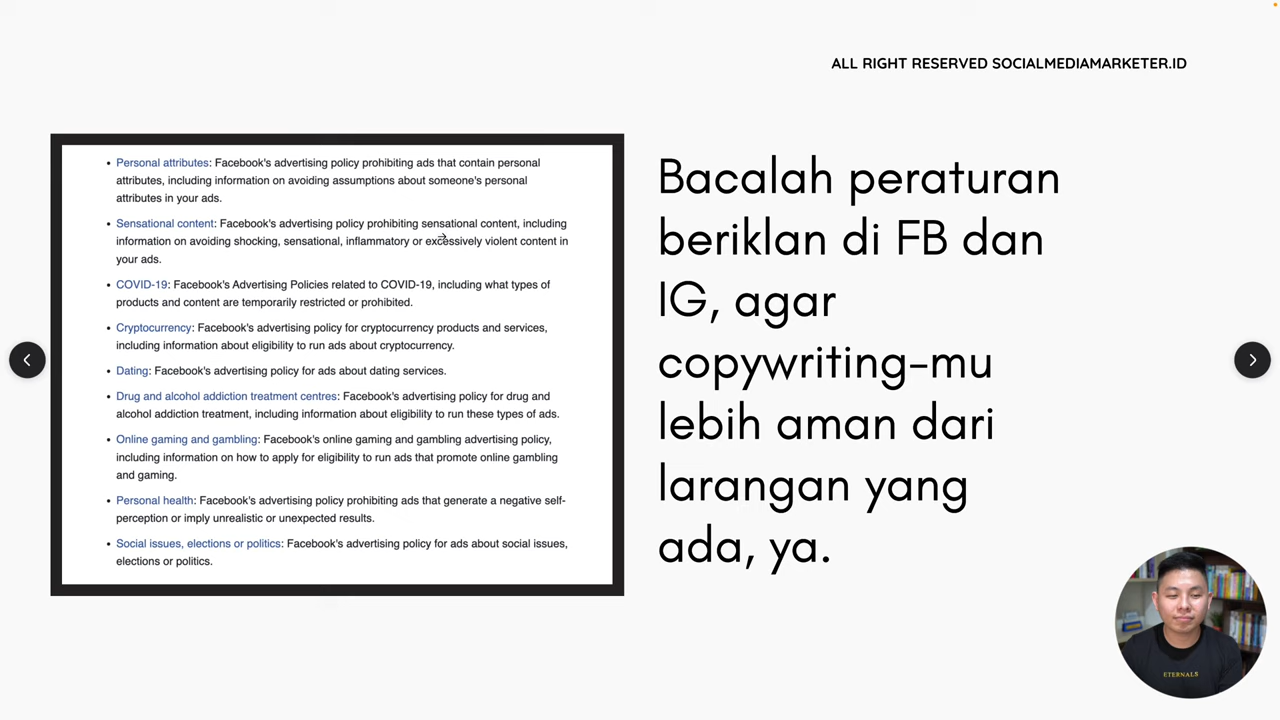 ALL RIGHT RESERVED SOCIALMEDIAMARKETER.ID
• Personal attributes: Facebook's advertising policy prohibiting ads that contain personal
attributes, including information on avoiding assumptions about someone's personal
attributes in your ads.
• Sensational content: Facebook's advertising policy prohibiting sensational content, including
information on avoiding shocking, sensational, inflammatory or excessively violent content in
your ads.
• COVID-19: Facebook's Advertising Policies related to COVID-19, including what types of
products and content are temporarily restricted or prohibited.
• Cryptocurrency: Facebook's advertising policy for cryptocurrency products and services,
including information about eligibility to run ads about cryptocurrency.
• Dating: Facebook's advertising policy for ads about dating services.
• Drug and alcohol addiction treatment centres: Facebook's advertising policy for drug and
alcohol addiction treatment, including information about eligibility to run these types of ads.
• Online gaming and gambling: Facebook's online gaming and gambling advertising policy,
including information on how to apply for eligibility to run ads that promote online gambling
and gaming.
• Personal health: Facebook's advertising policy prohibiting ads that generate a negative self-
perception or imply unrealistic or unexpected results.
• Social issues, elections or politics: Facebook's advertising policy for ads about social issues,
elections or politics.
Bacalah peraturan
beriklan di FB dan
IG, agar
copywriting-mu
lebih aman dari
larangan yang
ada, ya.
ETERNALS